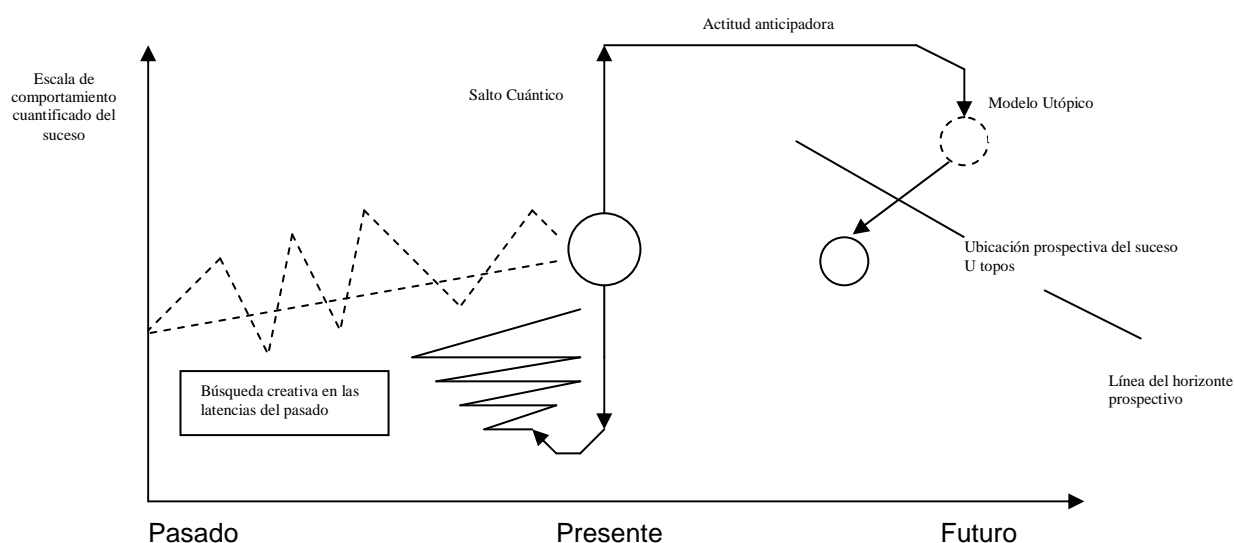 Actitud anticipadora
Escala de
comportamiento
cuantificado del
suceso
Salto Cuántico
Modelo Utópico
Ubicación prospectiva del suceso
U topos
Búsqueda creativa en las
latencias del pasado
Línea del horizonte
prospectivo
Pasado
Presente
Futuro